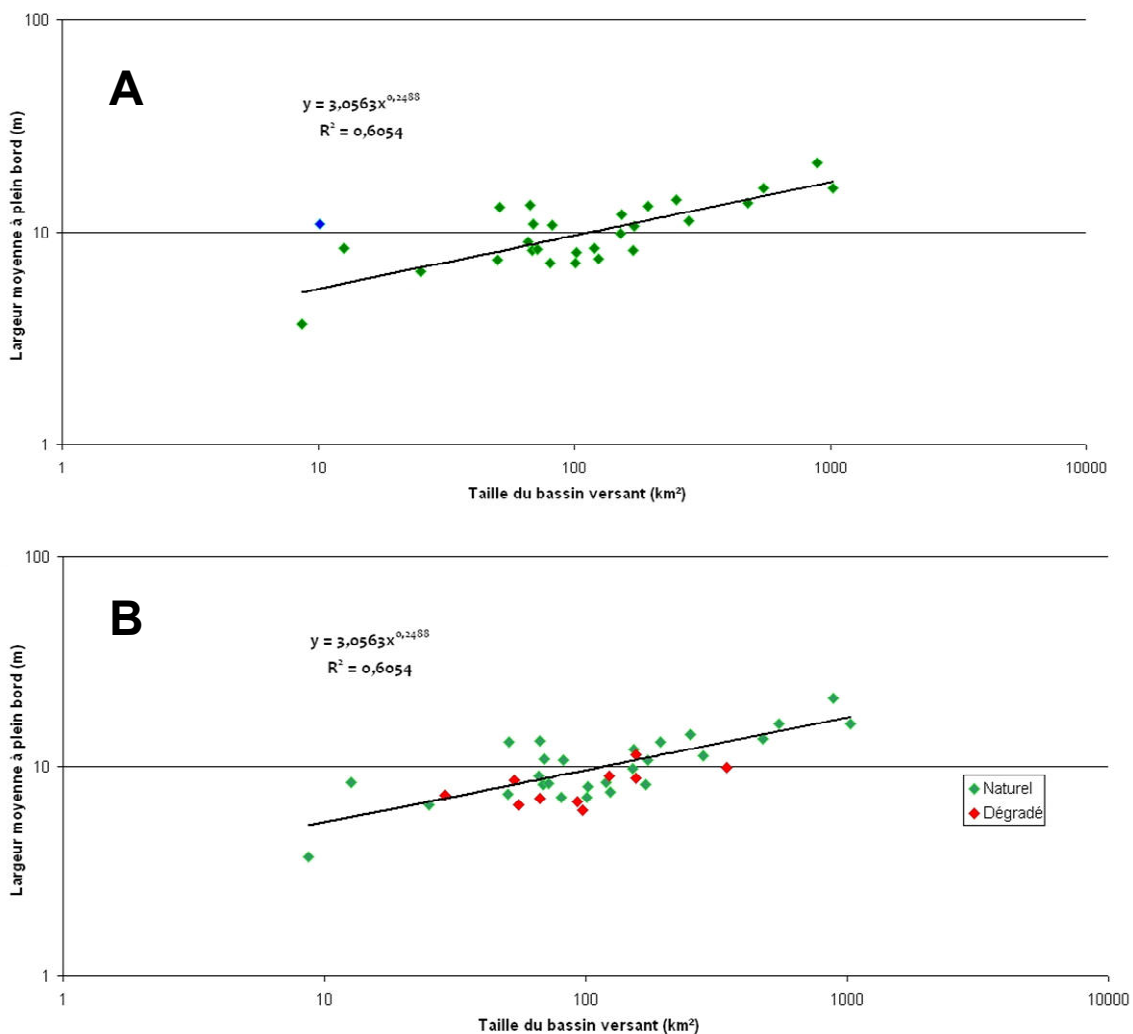 100
A
y = 3,0563x^0,2488
R² = 0,6054
Largeur moyenne à plein bord (m)
10
1
1 10 100 1000 10000
Taille du bassin versant (km²)
100
B
y = 3,0563x^0,2488
R² = 0,6054
Largeur moyenne à plein bord (m)
10
Naturel
Dégradé
1
1 10 100 1000 10000
Taille du bassin versant (km²)